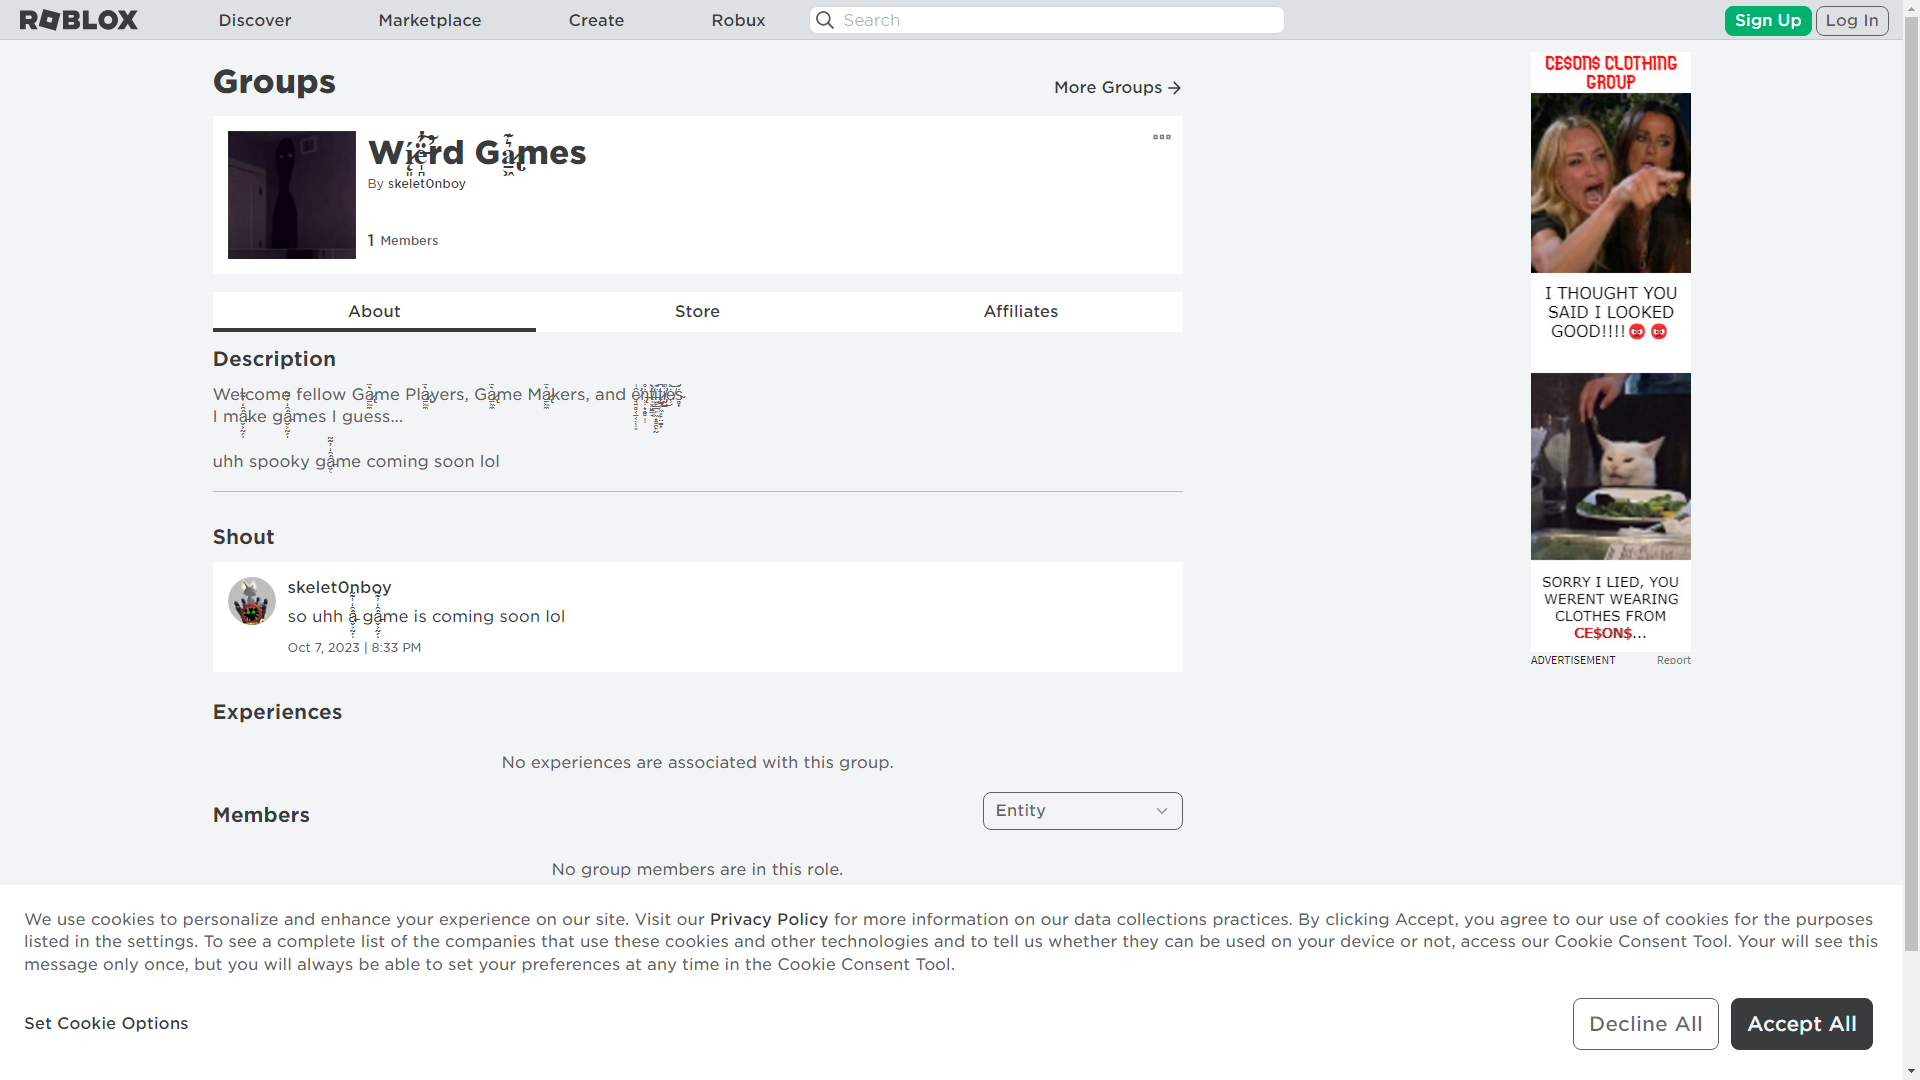 ROBLOX
Discover
Marketplace
Create
Robux
Search
Sign Up
Log In
Groups
More Groups →
Wierd Games
By skelet0nboy
1 Members
About
Store
Affiliates
Description
Welcome fellow Game Players, Game Makers, and entities.
I make games I guess...
uhh spooky game coming soon lol
Shout
skelet0nboy
so uhh a game is coming soon lol
Oct 7, 2023 | 8:33 PM
Experiences
No experiences are associated with this group.
Members
Entity
No group members are in this role.
CE$ON$ CLOTHING
GROUP
I THOUGHT YOU
SAID I LOOKED
GOOD!!!!😡😡
SORRY I LIED, YOU
WERENT WEARING
CLOTHES FROM
CE$ON$...
ADVERTISEMENT
Report
We use cookies to personalize and enhance your experience on our site. Visit our Privacy Policy for more information on our data collections practices. By clicking Accept, you agree to our use of cookies for the purposes
listed in the settings. To see a complete list of the companies that use these cookies and other technologies and to tell us whether they can be used on your device or not, access our Cookie Consent Tool. Your will see this
message only once, but you will always be able to set your preferences at any time in the Cookie Consent Tool.
Set Cookie Options
Decline All
Accept All